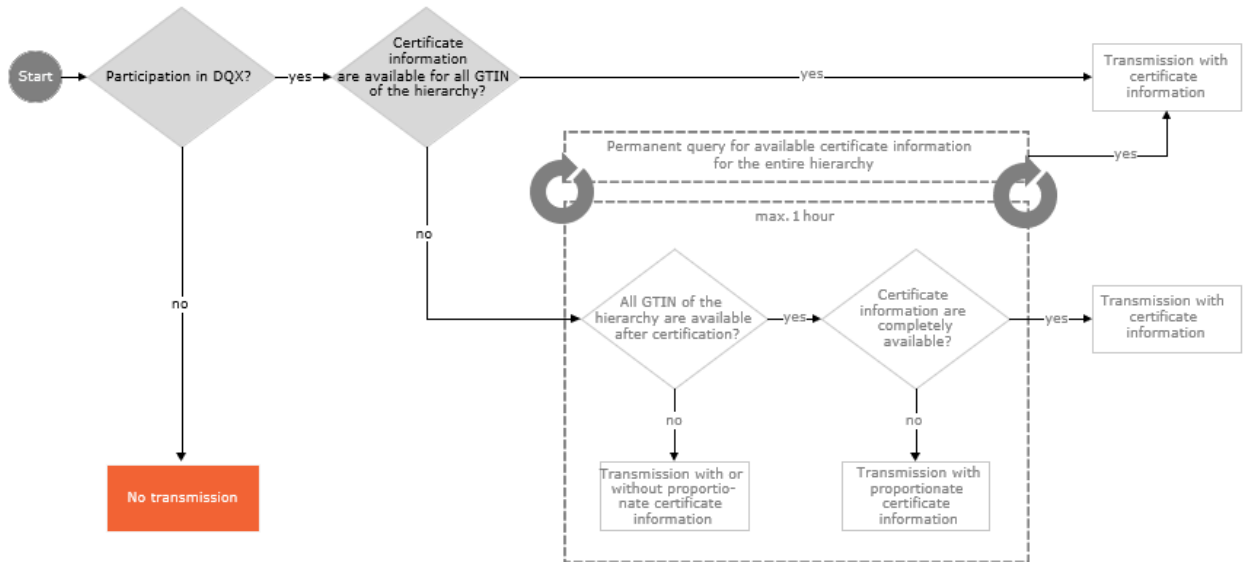 Start
Participation in DQX?
yes
Certificate
information
are available for all GTIN
of the hierarchy?
yes
Transmission with
certificate
information
Permanent query for available certificate information
for the entire hierarchy
yes
max. 1 hour
no
no
All GTIN of the
hierarchy are available
after certification?
yes
Certificate
information are
completely
available?
yes
Transmission with
certificate
information
no
no
No transmission
Transmission with or
without proportio-
nate certificate
information
Transmission with
proportionate
certificate
information